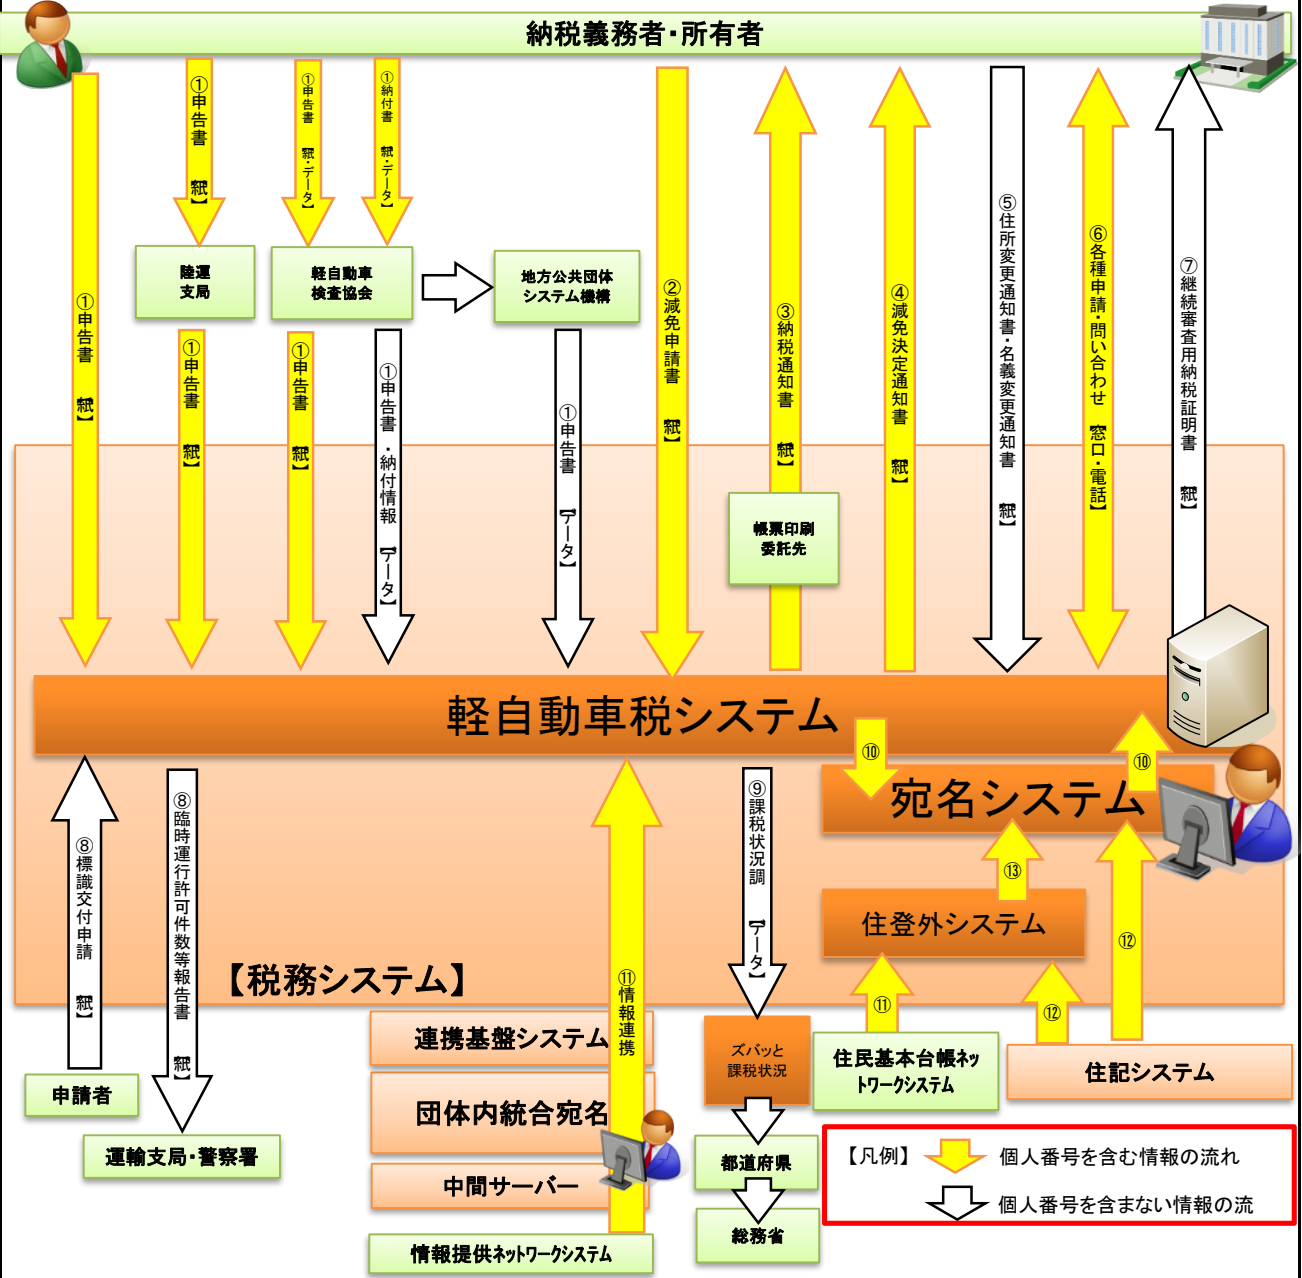 納税義務者・所有者
①申告書　【紙】
①申告書　【紙】
①申告書　【紙・データ】
①納付書　【紙・データ】
陸運
支局
軽自動車
検査協会
地方公共団体
システム機構
①申告書　【紙】
①申告書　【紙】
①申告書・納付情報　【データ】
①申告書　【データ】
②減免申請書　【紙】
③納税通知書　【紙】
帳票印刷
委託先
④減免決定通知書　【紙】
⑤住所変更通知書・名義変更通知書　【紙】
⑥各種申請・問い合わせ　【窓口・電話】
⑦継続審査用納税証明書　【紙】
軽自動車税システム
⑩
⑩
宛名システム
⑬
住登外システム
⑫
⑪
⑫
⑧標識交付申請　【紙】
⑧臨時運行許可件数等報告書　【紙】
⑪情報連携
⑨課税状況調　【データ】
【税務システム】
連携基盤システム
団体内統合宛名
中間サーバー
情報提供ネットワークシステム
申請者
運輸支局・警察署
ズバッと
課税状況
都道府県
総務省
住民基本台帳ネッ
トワークシステム
住記システム
【凡例】
個人番号を含む情報の流れ
個人番号を含まない情報の流